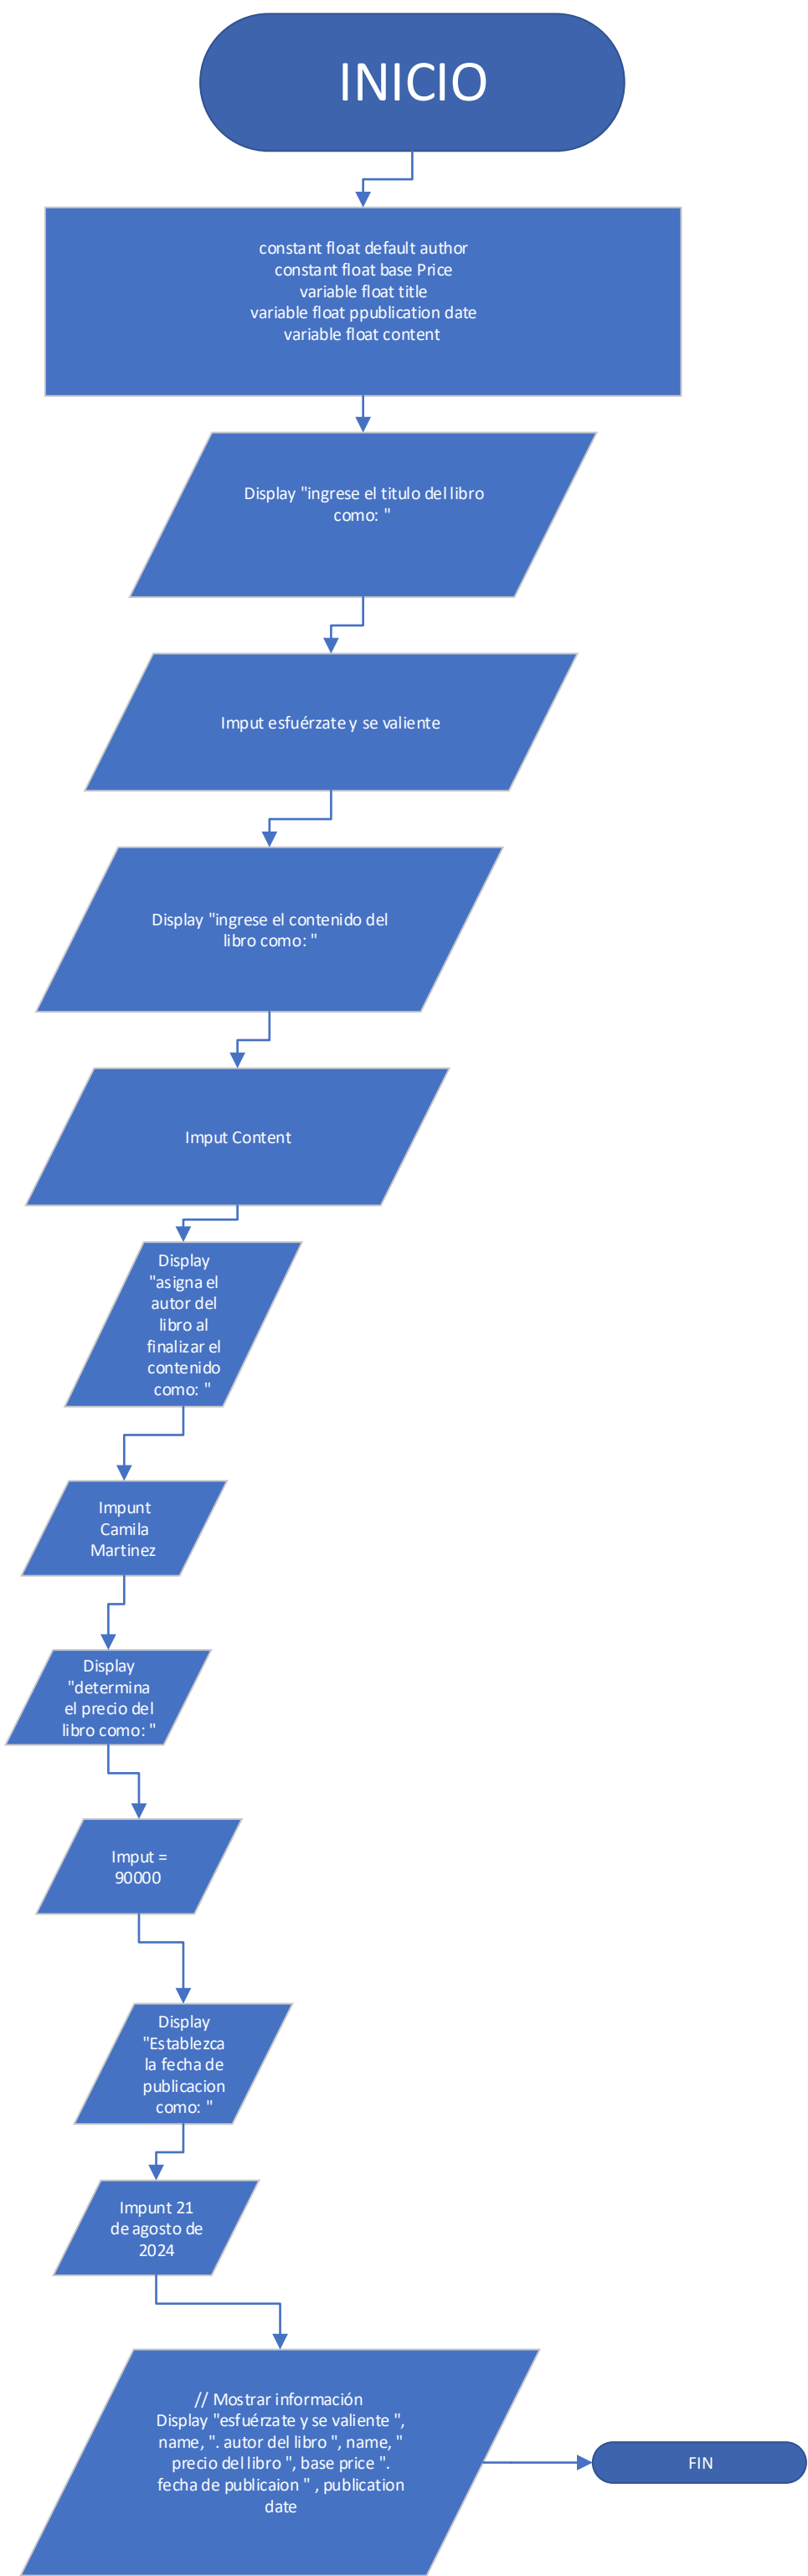 INICIO
constant float default author
constant float base Price
variable float title
variable float ppublication date
variable float content
Display "ingrese el titulo del libro
como: "
Imput esfuérzate y se valiente
Display "ingrese el contenido del
libro como: "
Imput Content
Display
"asigna el
autor del
libro al
finalizar el
contenido
como: "
Impunt
Camila
Martinez
Display
"determina
el precio del
libro como: "
Imput =
90000
Display
"Establezca
la fecha de
publicacion
como: "
Impunt 21
de agosto de
2024
// Mostrar información
Display "esfuérzate y se valiente ",
name, ". autor del libro ", name, "
precio del libro ", base price ".
fecha de publicaion " , publication
date
FIN